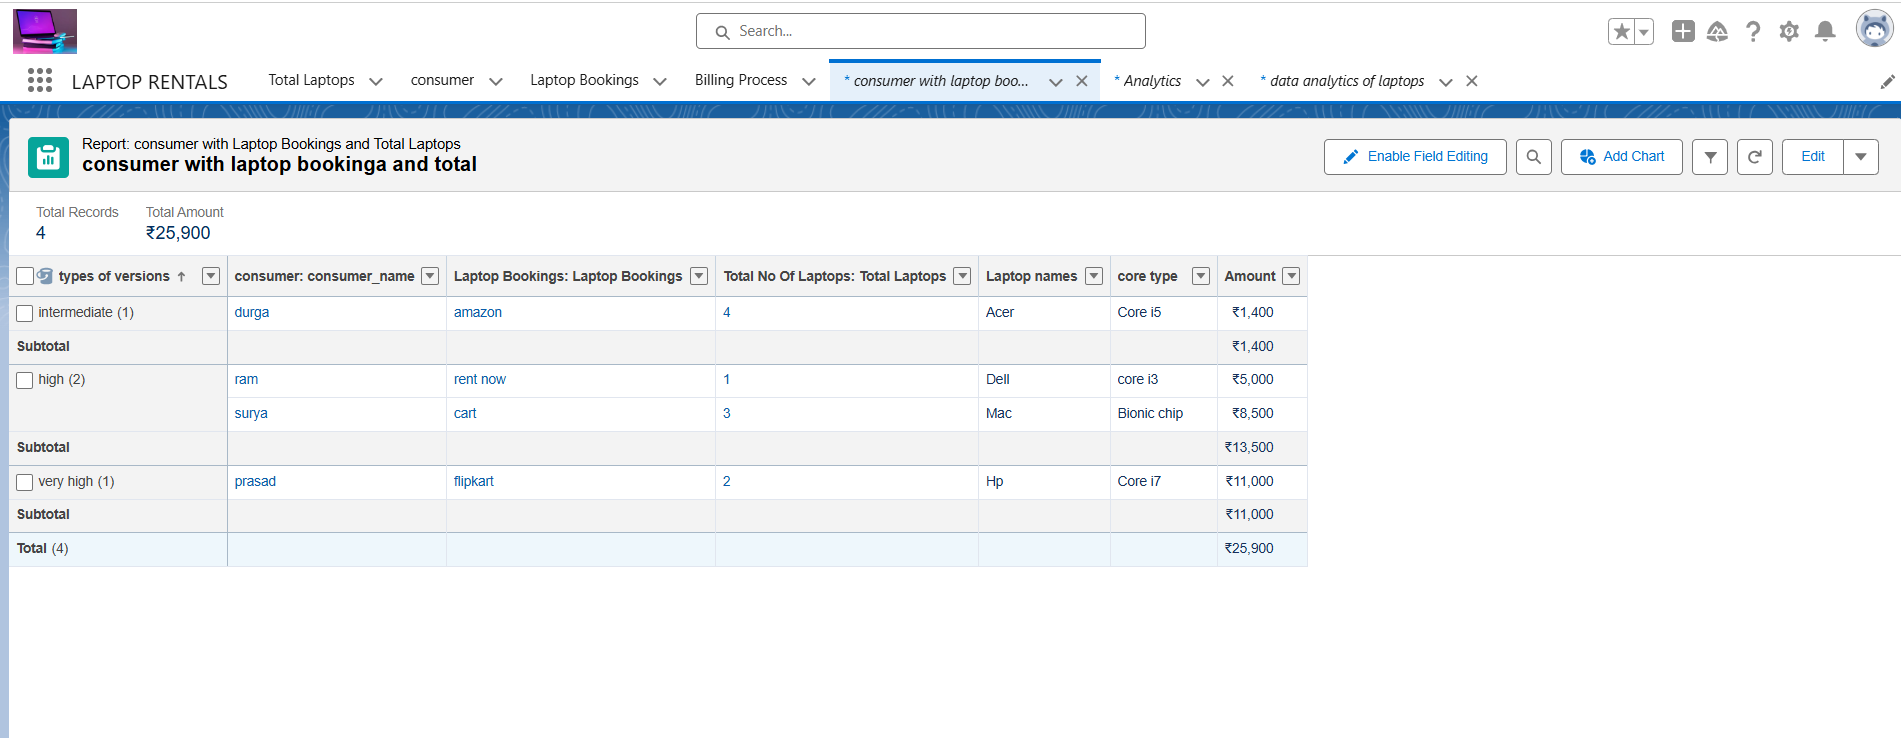 Search...
LAPTOP RENTALS Total Laptops consumer Laptop Bookings Billing Process * consumer with laptop boo... * Analytics * data analytics of laptops
Report: consumer with Laptop Bookings and Total Laptops
consumer with laptop bookinga and total
Enable Field Editing Add Chart Edit
Total Records Total Amount
4 ₹25,900
types of versions ↑ consumer: consumer_name Laptop Bookings: Laptop Bookings Total No Of Laptops: Total Laptops Laptop names core type Amount
intermediate (1) durga amazon 4 Acer Core i5 ₹1,400
Subtotal ₹1,400
high (2) ram rent now 1 Dell core i3 ₹5,000
surya cart 3 Mac Bionic chip ₹8,500
Subtotal ₹13,500
very high (1) prasad flipkart 2 Hp Core i7 ₹11,000
Subtotal ₹11,000
Total (4) ₹25,900